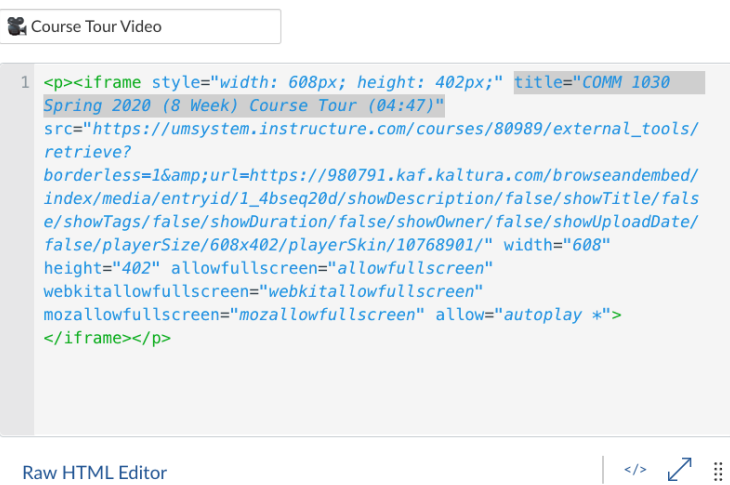 Course Tour Video
1 <p><iframe style="width: 608px; height: 402px;" title="COMM 1030
Spring 2020 (8 Week) Course Tour (04:47)"
src="https://umsystem.instructure.com/courses/80989/external_tools/
retrieve?
borderless=1&amp;url=https://980791.kaf.kaltura.com/browseandembed/
index/media/entryid/1_4bseq20d/showDescription/false/showTitle/fals
e/showTags/false/showDuration/false/showOwner/false/showUploadDate/
false/playerSize/608x402/playerSkin/10768901/" width="608"
height="402" allowfullscreen="allowfullscreen"
webkitallowfullscreen="webkitallowfullscreen"
mozallowfullscreen="mozallowfullscreen" allow="autoplay *">
</iframe></p>
Raw HTML Editor </>